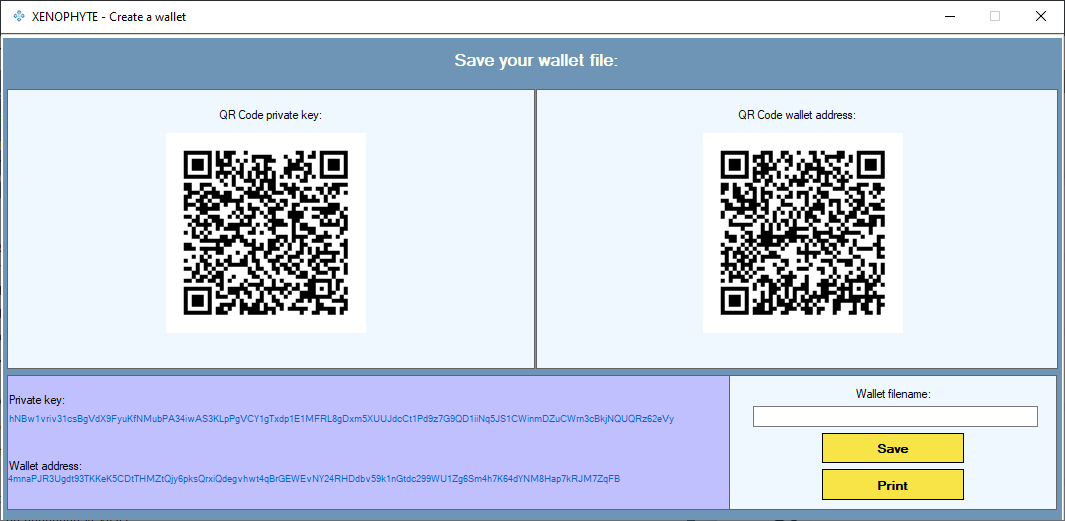 XENOPHYTE - Create a wallet
Save your wallet file:
QR Code private key:
QR Code wallet address:
Private key:
hNBw1vriv31csBgVdX9FyuKfNMubPA34iwAS3KLpPgVCY1gTxdp1E1MFRL8gDxm5XUUJdcCt1Pd9z7G9QD1iiNq5JS1CWinmDZuCWrn3cBkjNQUQRz62eVy
Wallet address:
4mnaPJR3Ugdt93TKKeK5CDtTHMZtQjy6pksQrxiQdegvhwt4qBrGEWEvNY24RHDdbv59k1nGtdc299WU1Zg6Sm4h7K64dYNM8Hap7kRJM7ZqFB
Wallet filename:
Save
Print